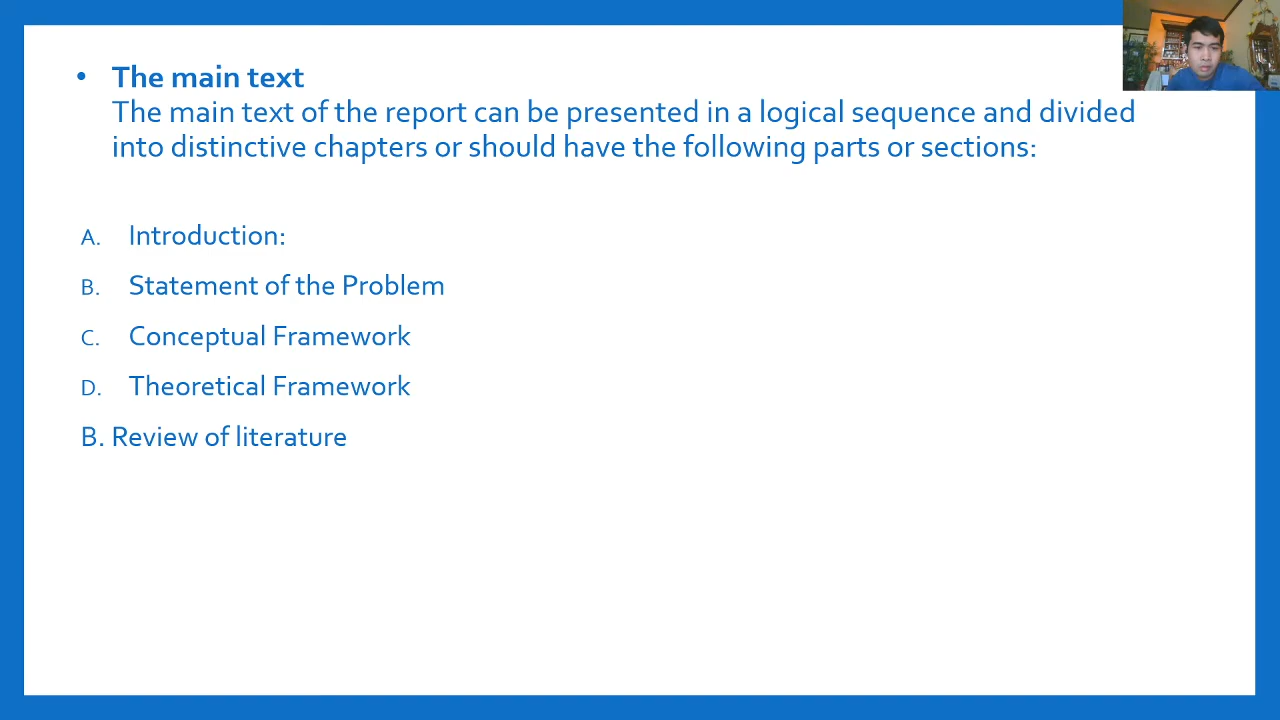 • The main text
The main text of the report can be presented in a logical sequence and divided
into distinctive chapters or should have the following parts or sections:
A. Introduction:
B. Statement of the Problem
C. Conceptual Framework
D. Theoretical Framework
B. Review of literature